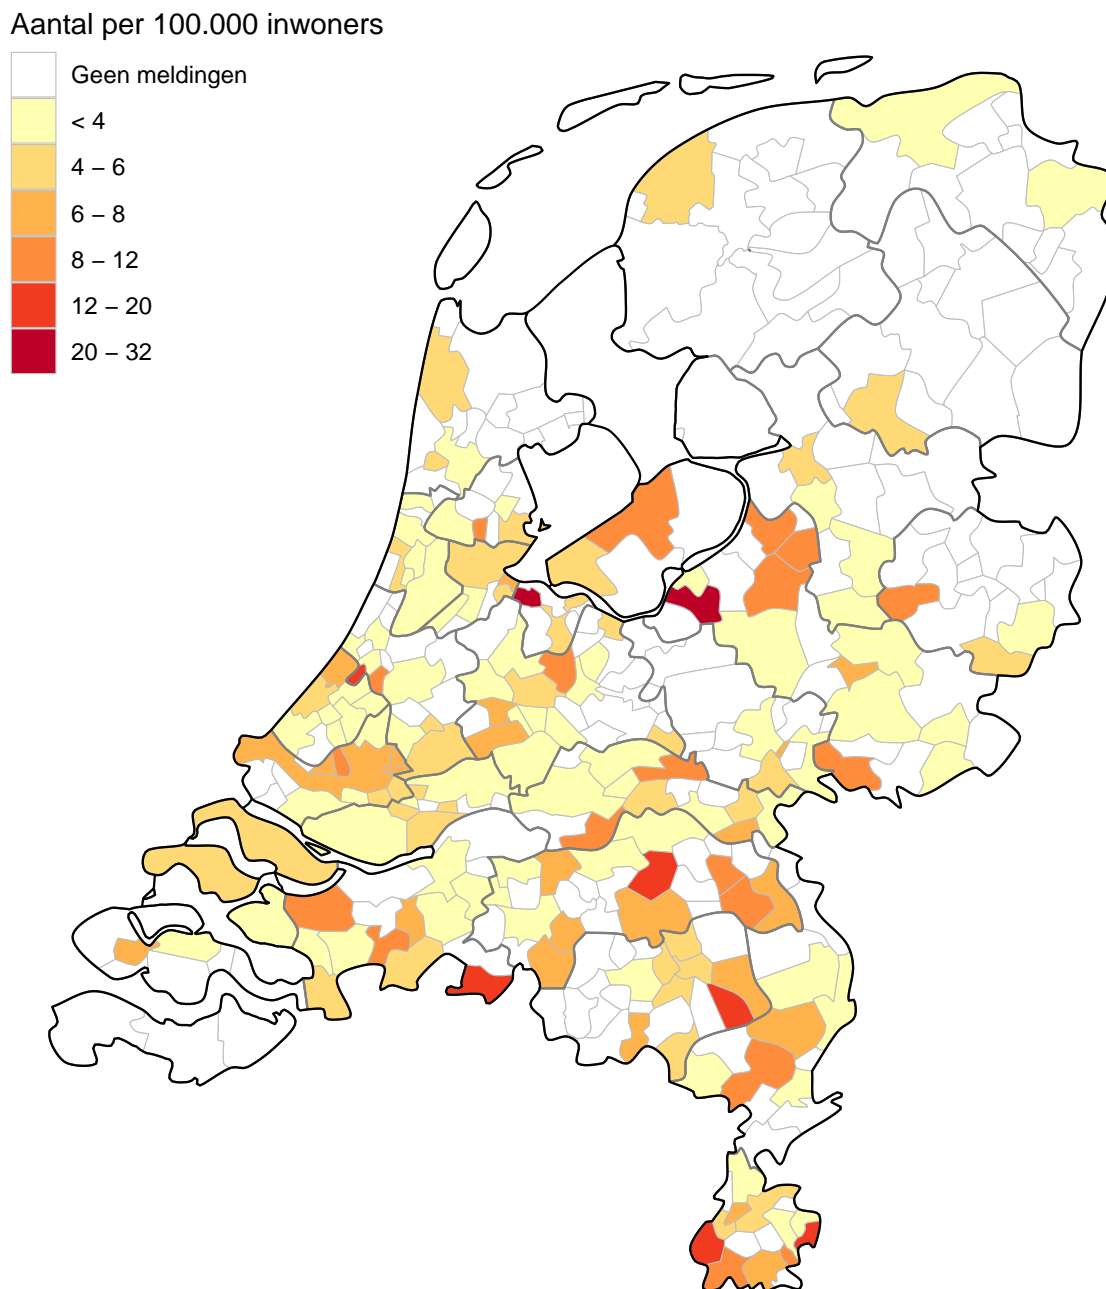 Aantal per 100.000 inwoners
Geen meldingen
< 4
4 – 6
6 – 8
8 – 12
12 – 20
20 – 32